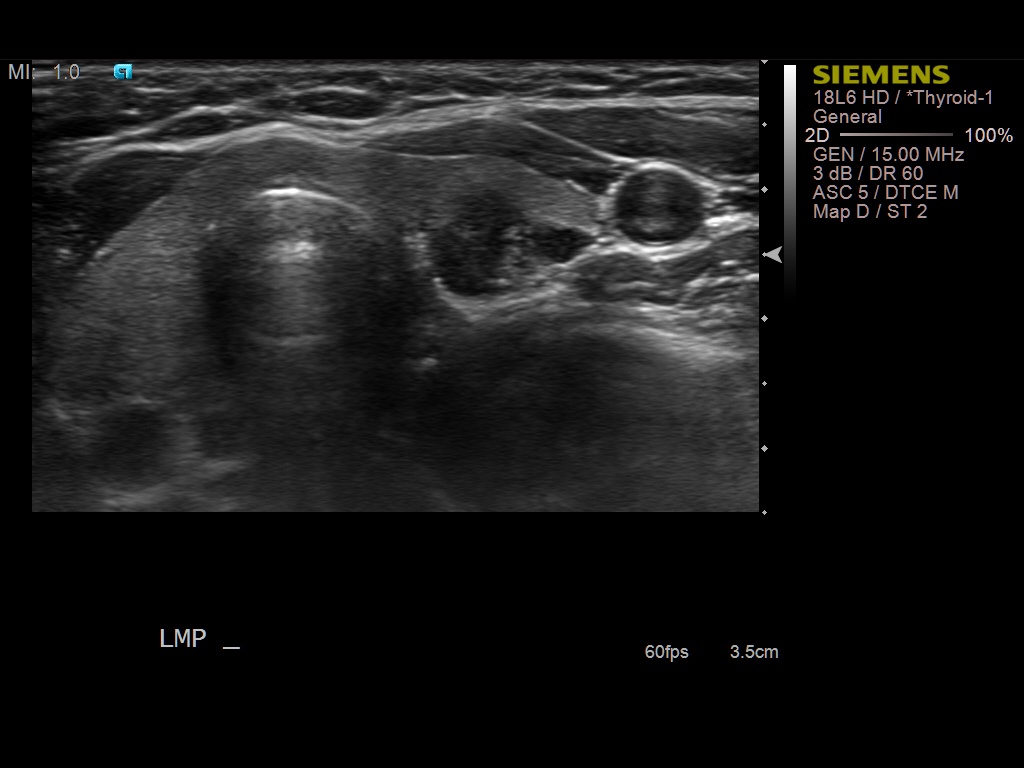 MI: 1.0
SIEMENS
18L6 HD / *Thyroid-1
General
2D 100%
GEN / 15.00 MHz
3 dB / DR 60
ASC 5 / DTCE M
Map D / ST 2
LMP _
60fps 3.5cm